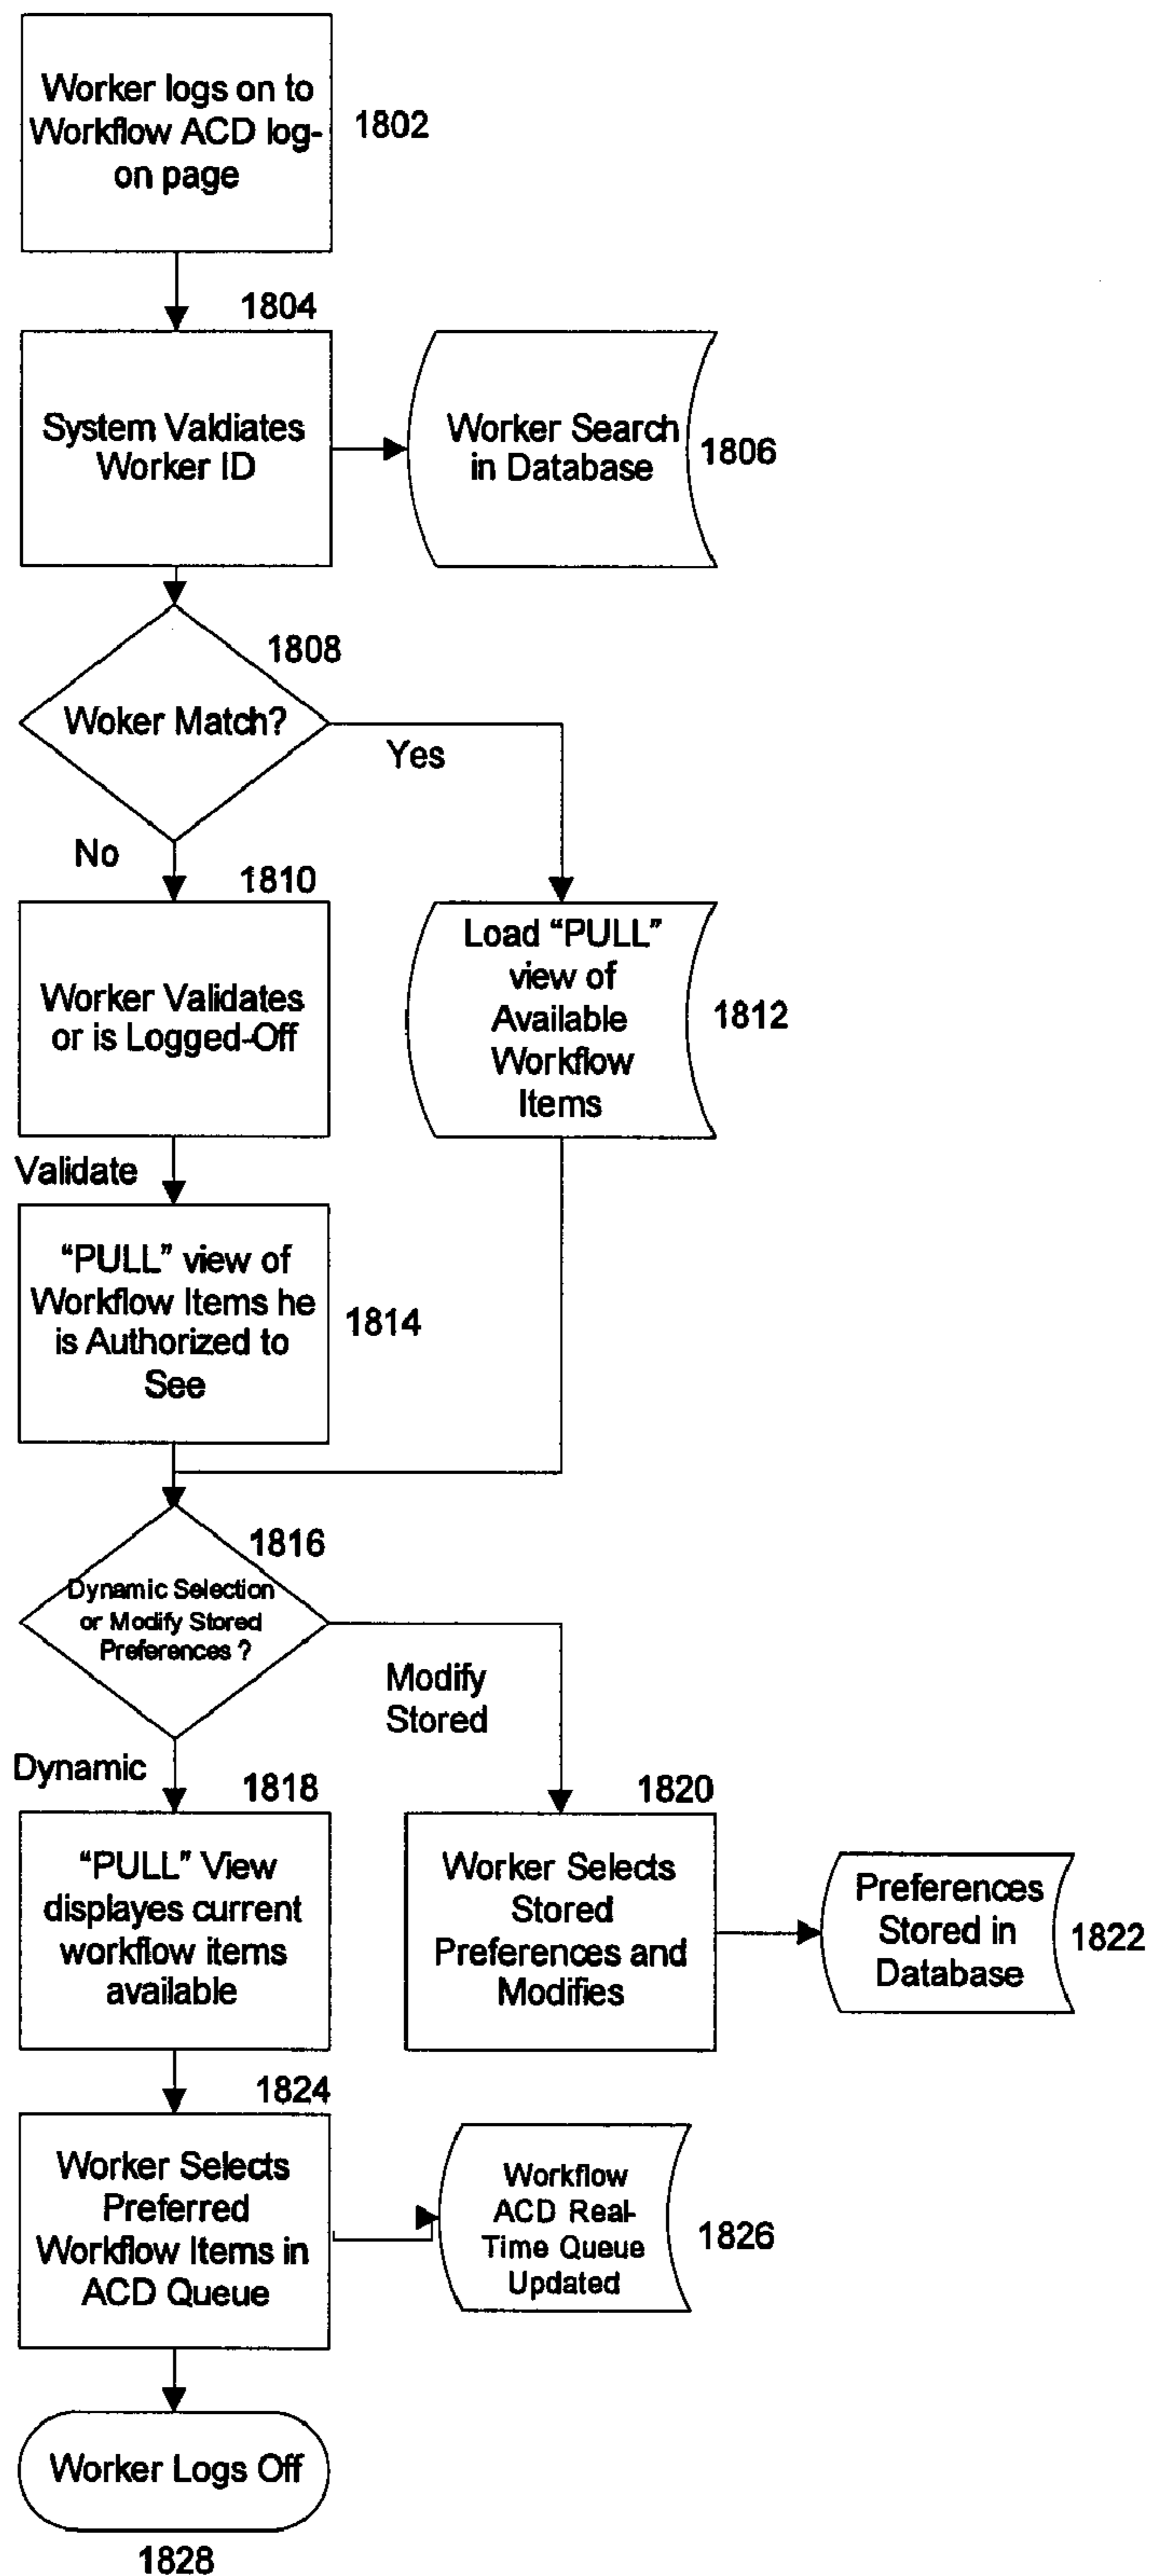 Worker logs on to
Workflow ACD log-
on page
1802
1804
System Valdiates
Worker ID
Worker Search
in Database
1806
1808
Woker Match?
Yes
No
1810
Worker Validates
or is Logged-Off
Load “PULL”
view of
Available
Workflow
Items
1812
Validate
“PULL” view of
Workflow Items he
is Authorized to
See
1814
1816
Dynamic Selection
or Modify Stored
Preferences ?
Modify
Stored
Dynamic
1818
“PULL” View
displayes current
workflow items
available
1820
Worker Selects
Stored
Preferences and
Modifies
Preferences
Stored in
Database
1822
1824
Worker Selects
Preferred
Workflow Items in
ACD Queue
Workflow
ACD Real-
Time Queue
Updated
1826
Worker Logs Off
1828